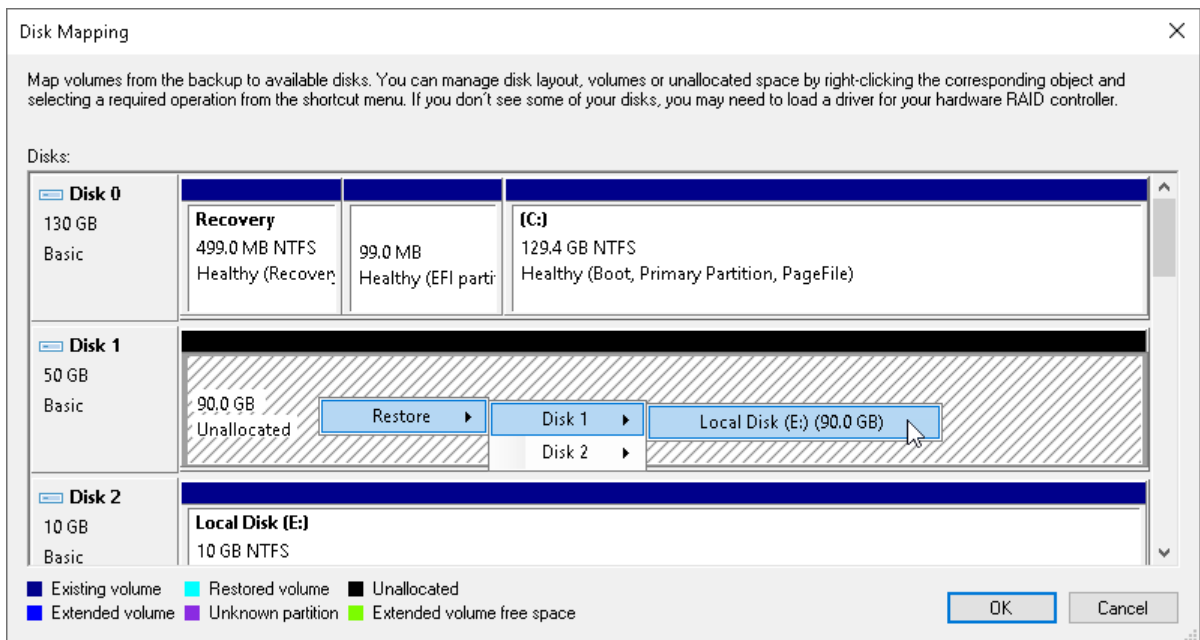 Disk Mapping
Map volumes from the backup to available disks. You can manage disk layout, volumes or unallocated space by right-clicking the corresponding object and
selecting a required operation from the shortcut menu. If you don´t see some of your disks, you may need to load a driver for your hardware RAID controller.
Disks:
Disk 0
130 GB
Basic
Recovery
499.0 MB NTFS
Healthy (Recovery
99.0 MB
Healthy (EFI parti
(C:)
129.4 GB NTFS
Healthy (Boot, Primary Partition, PageFile)
Disk 1
50 GB
Basic
90.0 GB
Unallocated
Restore
Disk 1
Disk 2
Local Disk (E:) (90.0 GB)
Disk 2
10 GB
Basic
Local Disk (E:)
10 GB NTFS
Existing volume
Restored volume
Unallocated
Extended volume
Unknown partition
Extended volume free space
OK
Cancel